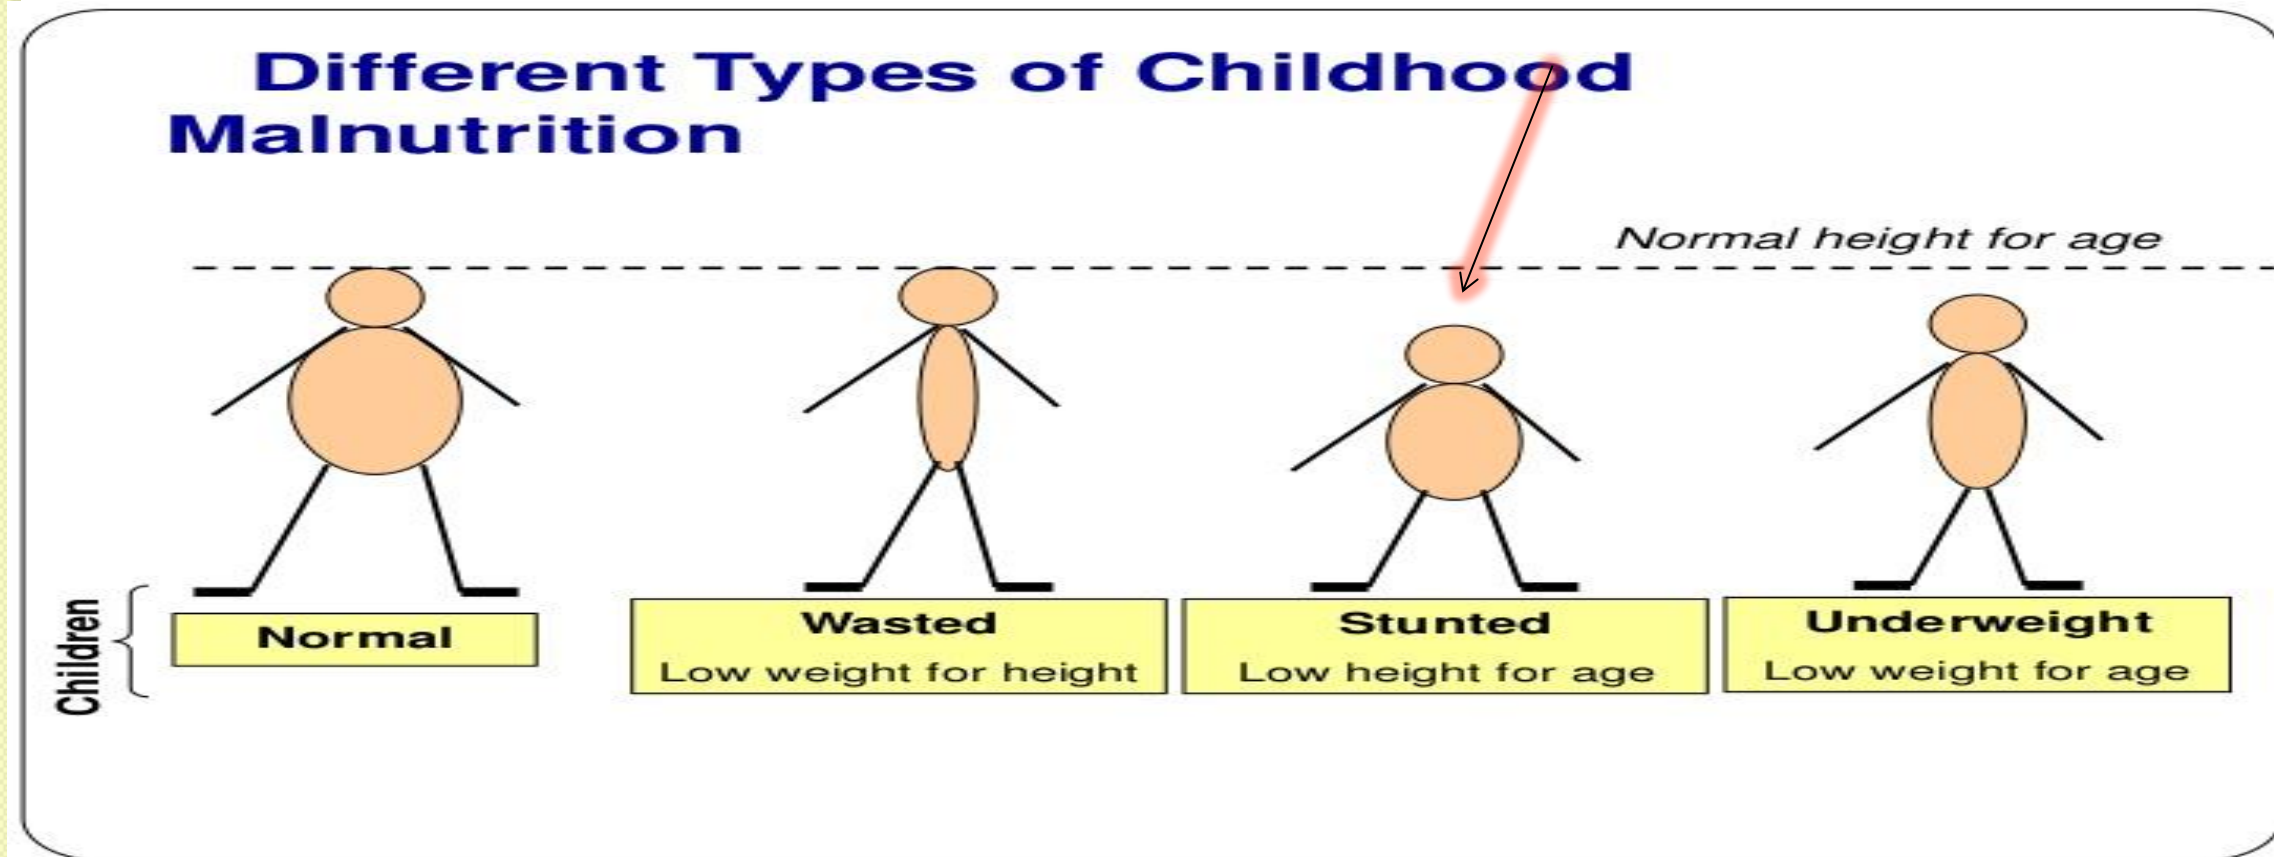 Different Types of Childhood
Malnutrition
Normal height for age
Children
Normal
Wasted
Low weight for height
Stunted
Low height for age
Underweight
Low weight for age